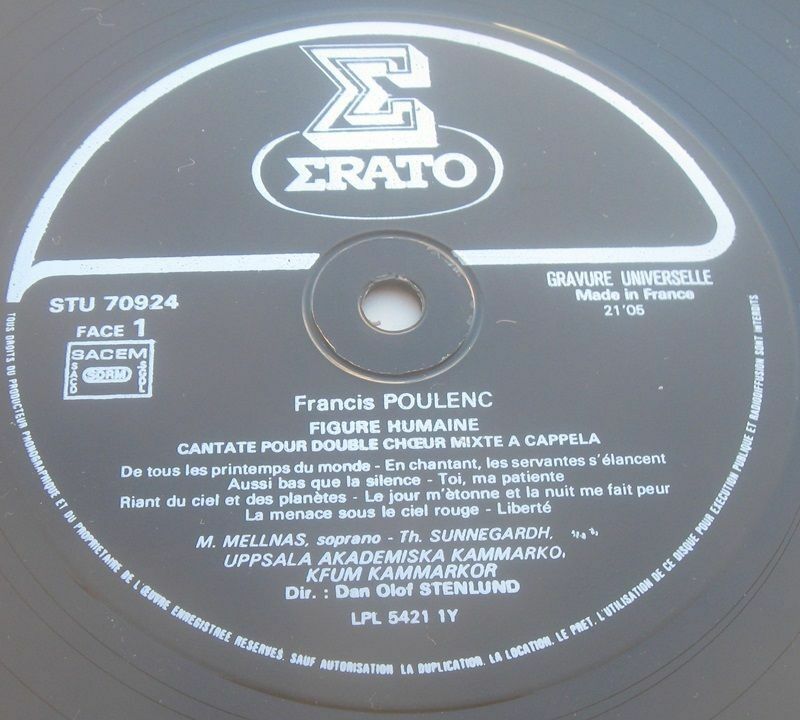 ΣRATO
STU 70924
FACE 1
SACEM
SACD
SDRM
SGDL
GRAVURE UNIVERSELLE
Made in France
21'05
Francis POULENC
FIGURE HUMAINE
CANTATE POUR DOUBLE CHŒUR MIXTE A CAPPELA
De tous les printemps du monde - En chantant, les servantes s'élancent
Aussi bas que la silence - Toi, ma patiente
Riant du ciel et des planètes - Le jour m'ètonne et la nuit me fait peur
La menace sous le ciel rouge - Liberté
M. MELLNAS, soprano - Th. SUNNEGARDH,
UPPSALA AKADEMISKA KAMMARKO
KFUM KAMMARKOR
Dir. : Dan Olof STENLUND
LPL 5421 1Y
TOUS DROITS DU PRODUCTEUR PHONOGRAPHIQUE ET DU PROPRIETAIRE DE L'ŒUVRE ENREGISTREE RESERVES. SAUF AUTORISATION LA DUPLICATION, LA LOCATION, LE PRET, L'UTILISATION DE CE DISQUE POUR EXECUTION PUBLIQUE ET RADIODIFFUSION SONT INTERDITS